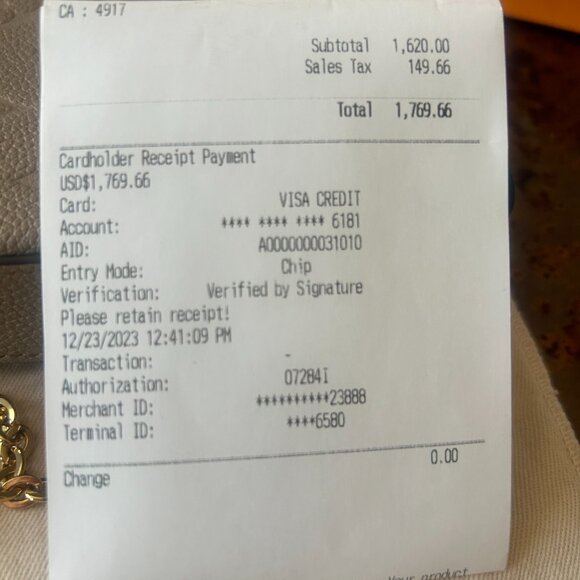 CA : 4917
Subtotal 1,620.00
Sales Tax 149.66
Total 1,769.66
Cardholder Receipt Payment
USD$1,769.66
Card: VISA CREDIT
Account: **** **** **** 6181
AID: A0000000031010
Entry Mode: Chip
Verification: Verified by Signature
Please retain receipt!
12/23/2023 12:41:09 PM
Transaction: -
Authorization: 07284I
Merchant ID: **********23888
Terminal ID: ****6580
0.00
Change
Your product